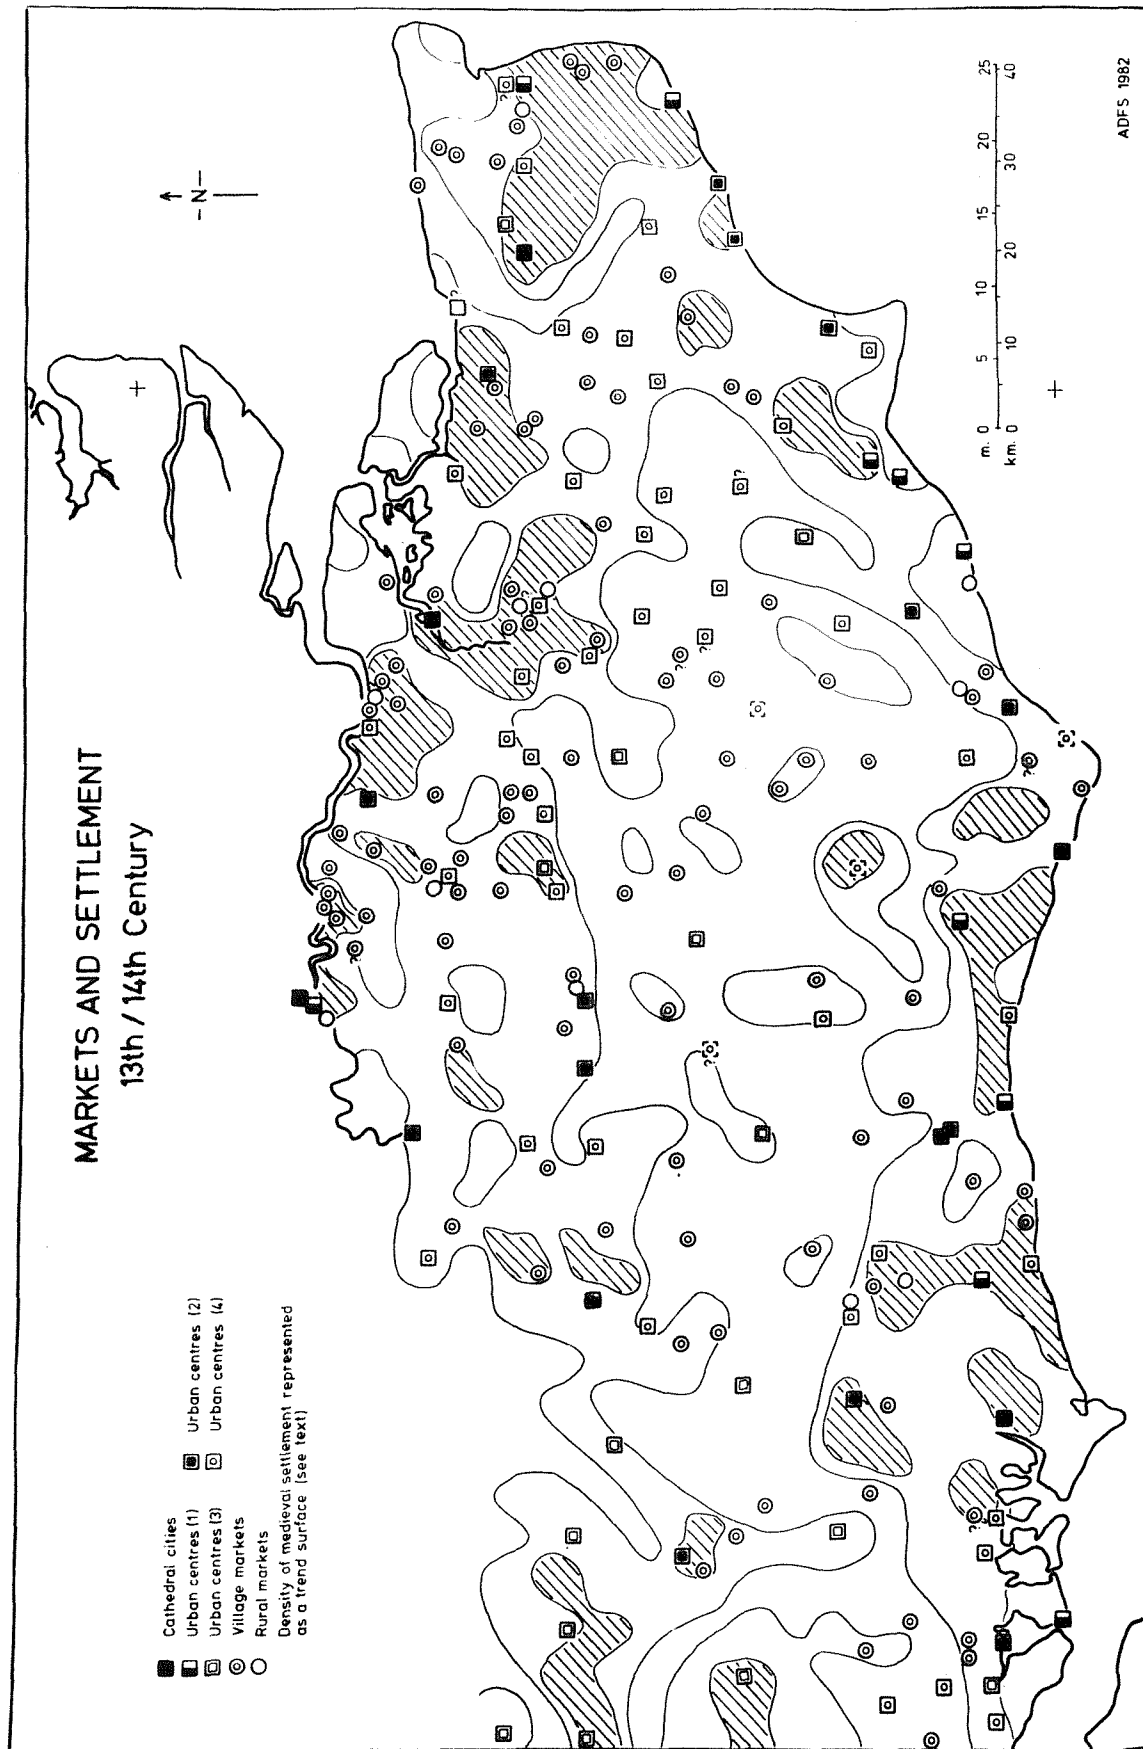 MARKETS AND SETTLEMENT
13th / 14th Century
-N-
Cathedral cities
Urban centres (1)
Urban centres (2)
Urban centres (3)
Urban centres (4)
Village markets
Rural markets
Density of medieval settlement represented
as a trend surface (see text)
m. 0 5 10 15 20 25
km. 0 10 20 30 40
ADFS 1982
?
?
?
?
?
?
?
?
?
?